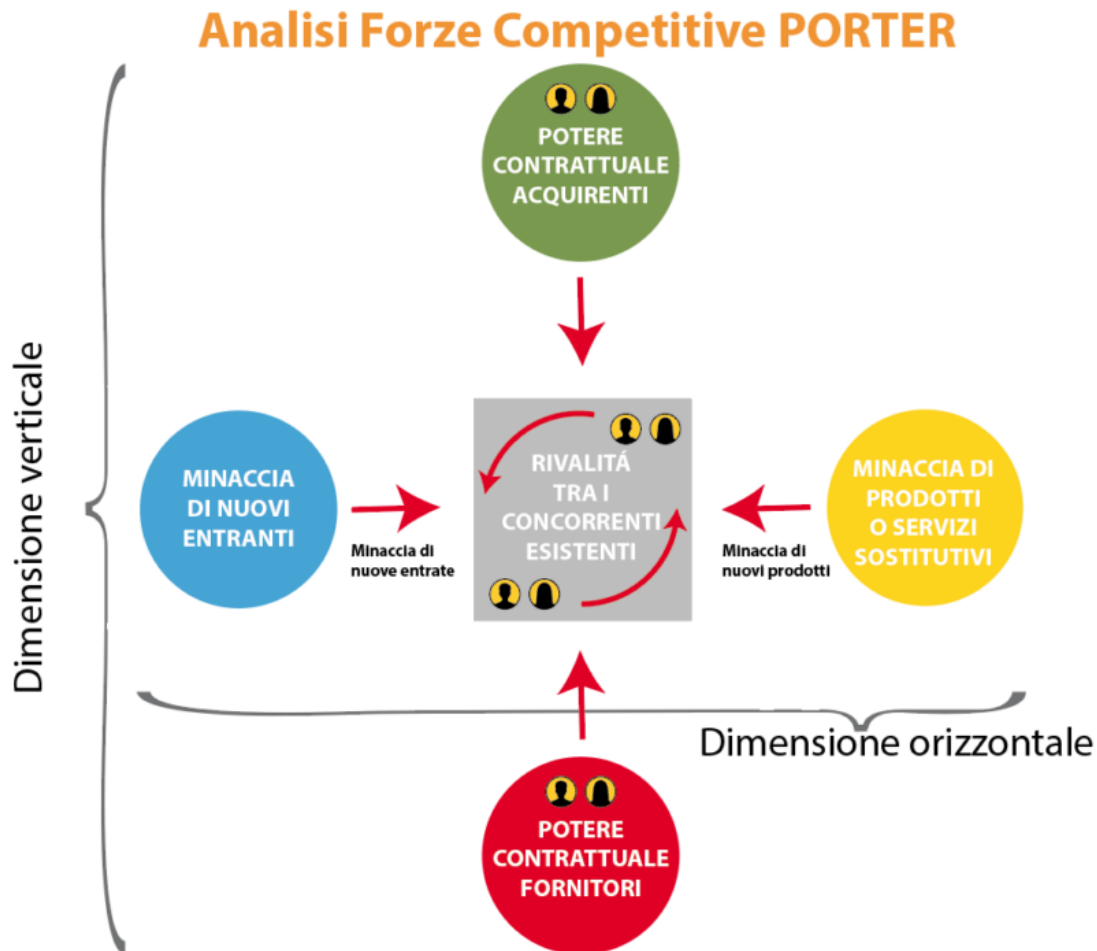 Analisi Forze Competitive PORTER
POTERE
CONTRATTUALE
ACQUIRENTI
Dimensione verticale
MINACCIA
DI NUOVI
ENTRANTI
Minaccia di
nuove entrate
RIVALITÁ
TRA I
CONCORRENTI
ESISTENTI
Minaccia di
nuovi prodotti
MINACCIA DI
PRODOTTI
O SERVIZI
SOSTITUTIVI
Dimensione orizzontale
POTERE
CONTRATTUALE
FORNITORI